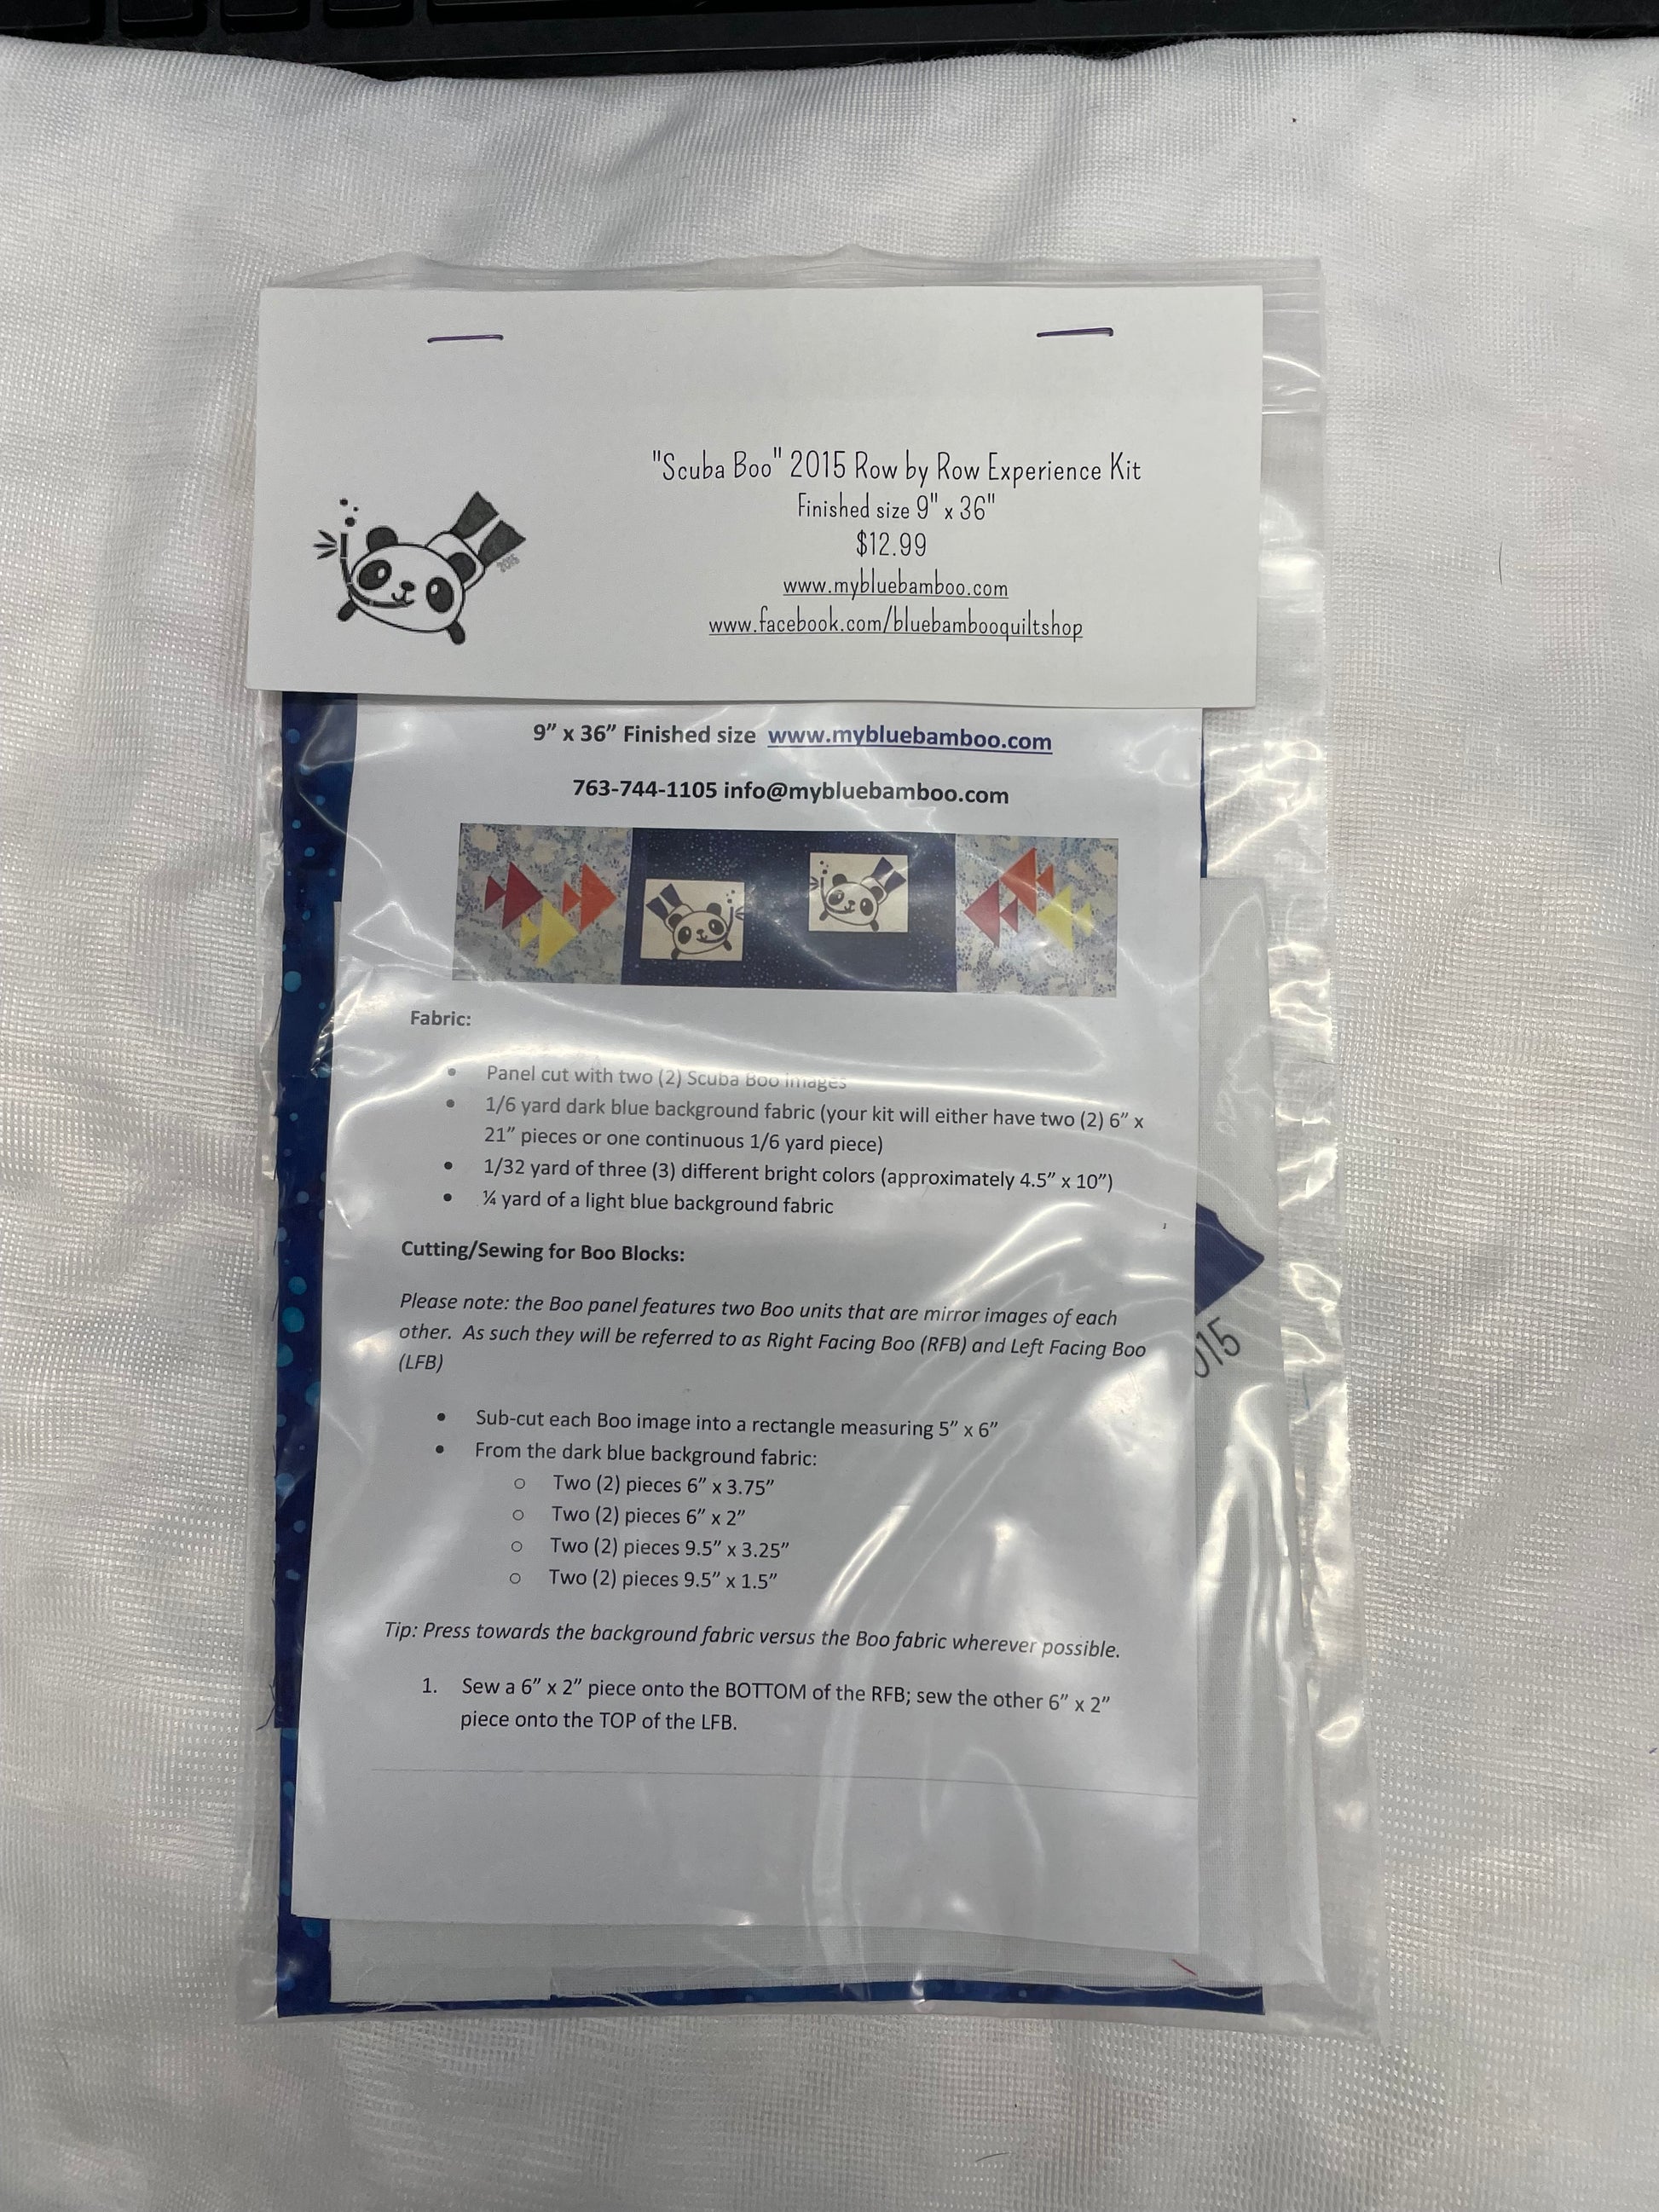 "Scuba Boo" 2015 Row by Row Experience Kit
Finished size 9" x 36"
$12.99
www.mybluebamboo.com
www.facebook.com/bluebambooquiltshop
2015
9” x 36” Finished size www.mybluebamboo.com
763-744-1105 info@mybluebamboo.com
Fabric:
• Panel cut with two (2) Scuba Boo images
• 1/6 yard dark blue background fabric (your kit will either have two (2) 6” x
21” pieces or one continuous 1/6 yard piece)
• 1/32 yard of three (3) different bright colors (approximately 4.5” x 10”)
• ¼ yard of a light blue background fabric
Cutting/Sewing for Boo Blocks:
Please note: the Boo panel features two Boo units that are mirror images of each
other. As such they will be referred to as Right Facing Boo (RFB) and Left Facing Boo
(LFB)
• Sub-cut each Boo image into a rectangle measuring 5” x 6”
• From the dark blue background fabric:
o Two (2) pieces 6” x 3.75”
o Two (2) pieces 6” x 2”
o Two (2) pieces 9.5” x 3.25”
o Two (2) pieces 9.5” x 1.5”
Tip: Press towards the background fabric versus the Boo fabric wherever possible.
1. Sew a 6” x 2” piece onto the BOTTOM of the RFB; sew the other 6” x 2”
piece onto the TOP of the LFB.
015